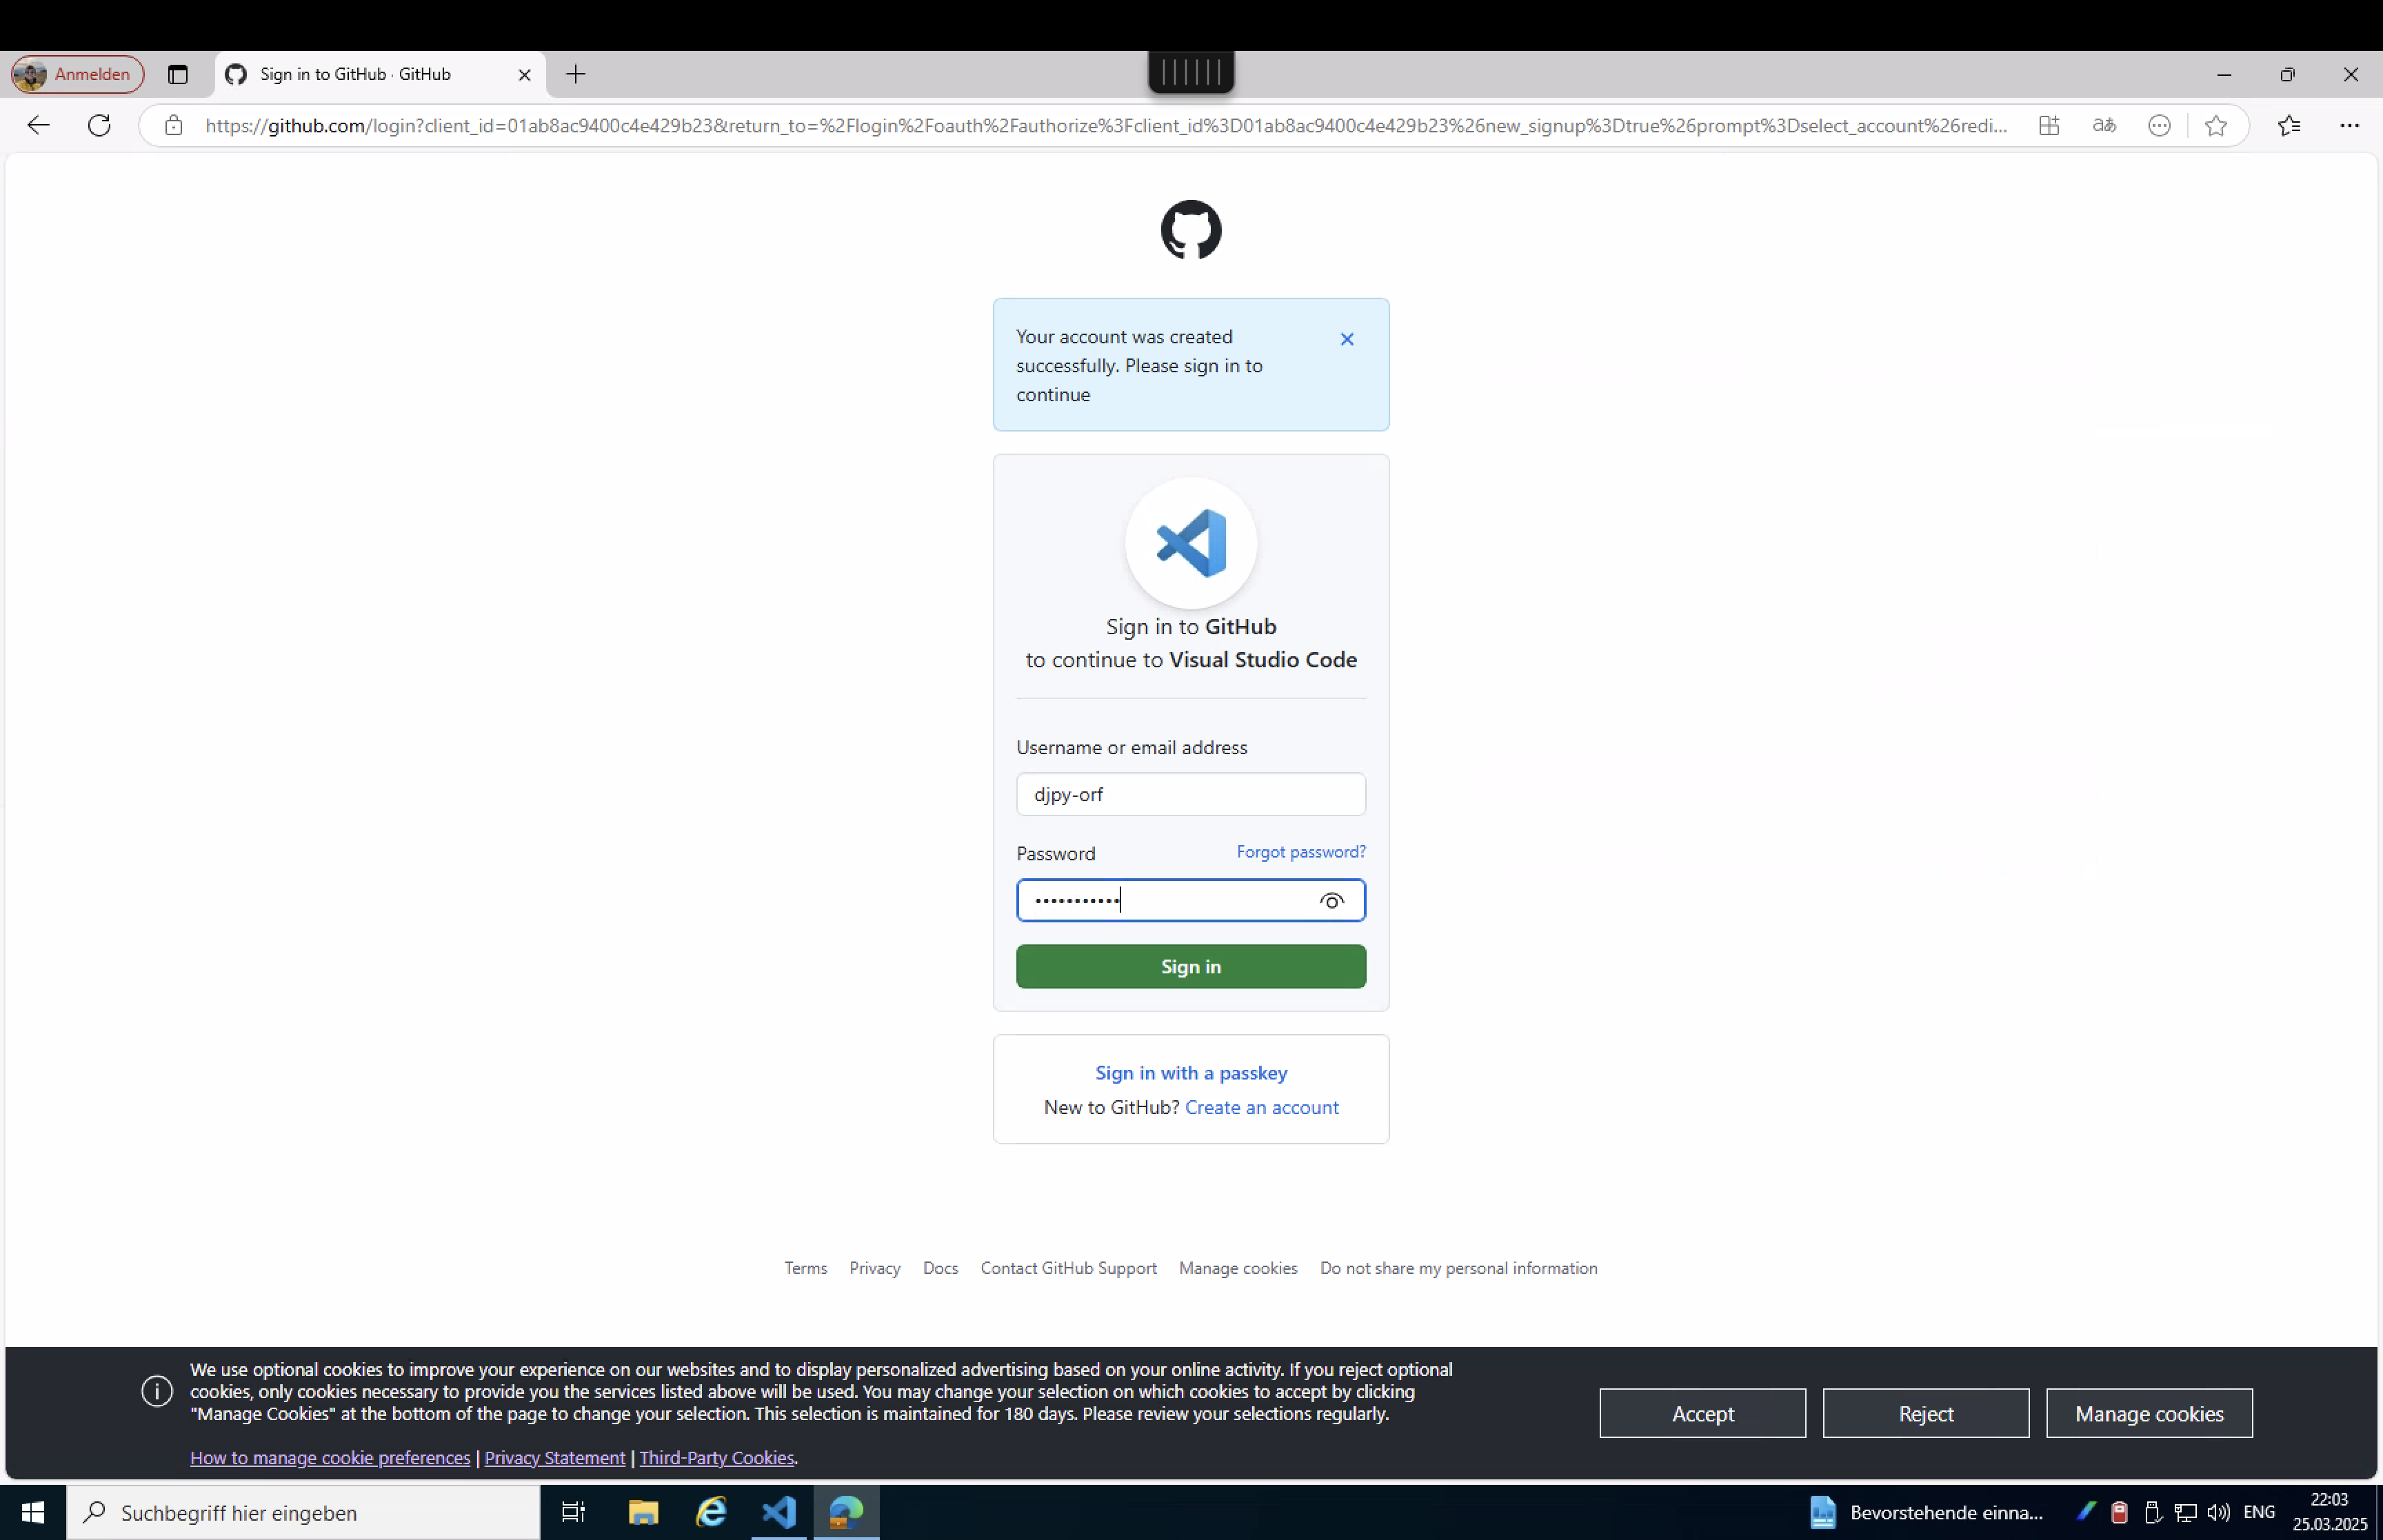 Anmelden
Sign in to GitHub · GitHub
https://github.com/login?client_id=01ab8ac9400c4e429b23&return_to=%2Flogin%2Foauth%2Fauthorize%3Fclient_id%3D01ab8ac9400c4e429b23%26new_signup%3Dtrue%26prompt%3Dselect_account%26redi...
aあ
Your account was created
successfully. Please sign in to
continue
Sign in to GitHub
to continue to Visual Studio Code
Username or email address
djpy-orf
Password
Forgot password?
•••••••••••
Sign in
Sign in with a passkey
New to GitHub? Create an account
Terms
Privacy
Docs
Contact GitHub Support
Manage cookies
Do not share my personal information
We use optional cookies to improve your experience on our websites and to display personalized advertising based on your online activity. If you reject optional
cookies, only cookies necessary to provide you the services listed above will be used. You may change your selection on which cookies to accept by clicking
"Manage Cookies" at the bottom of the page to change your selection. This selection is maintained for 180 days. Please review your selections regularly.
How to manage cookie preferences | Privacy Statement | Third-Party Cookies.
Accept
Reject
Manage cookies
Suchbegriff hier eingeben
Bevorstehende einna...
ENG
22:03
25.03.2025